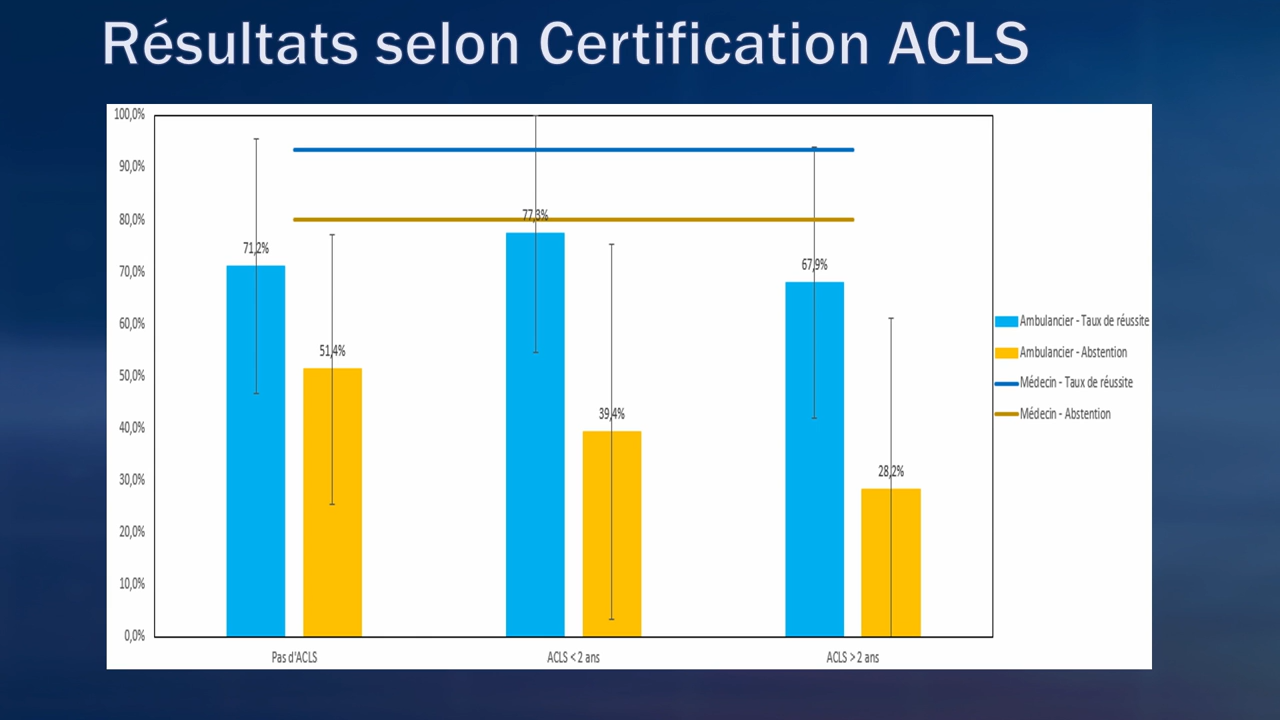 Résultats selon Certification ACLS
100,0%
90,0%
80,0%
70,0%
60,0%
50,0%
40,0%
30,0%
20,0%
10,0%
0,0%
71,2%
51,4%
77,3%
39,4%
67,9%
28,2%
Pas d'ACLS
ACLS < 2 ans
ACLS > 2 ans
Ambulancier - Taux de réussite
Ambulancier - Abstention
Médecin - Taux de réussite
Médecin - Abstention